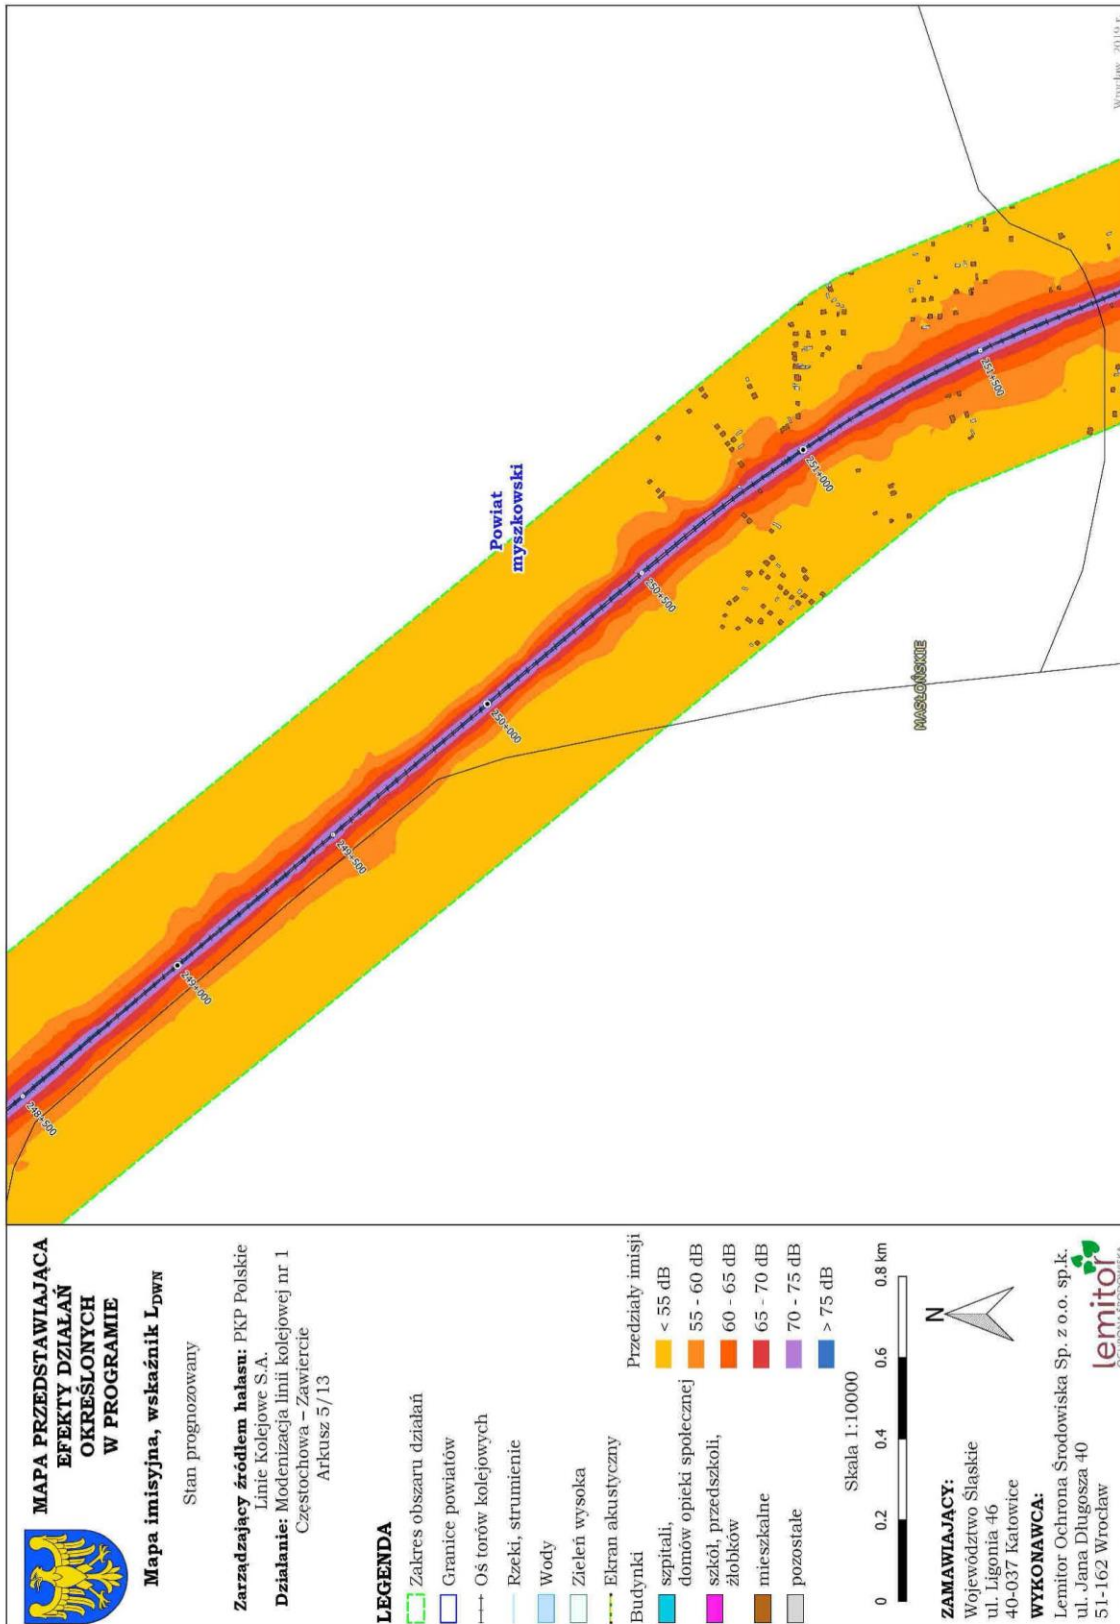 MAPA PRZEDSTAWIAJĄCA
EFEKTY DZIAŁAŃ
OKREŚLONYCH
W PROGRAMIE
Mapa imisyjna, wskaźnik LDWN
Stan prognozowany
Zarządzający źródłem hałasu: PKP Polskie
Linie Kolejowe S.A.
Działanie: Modenizacja linii kolejowej nr 1
Częstochowa – Zawiercie
Arkusz 5/13
LEGENDA
Zakres obszaru działań
Granice powiatów
Oś torów kolejowych
Rzeki, strumienie
Wody
Zieleń wysoka
Ekran akustyczny
Budynki
szpitali,
domów opieki społecznej
szkół, przedszkoli,
żłobków
mieszkalne
pozostałe
Przedziały imisji
< 55 dB
55 - 60 dB
60 - 65 dB
65 - 70 dB
70 - 75 dB
> 75 dB
Skala 1:10000
0 0.2 0.4 0.6 0.8 km
N
ZAMAWIAJĄCY:
Województwo Śląskie
ul. Ligonia 46
40-037 Katowice
WYKONAWCA:
Lemitor Ochrona Środowiska Sp. z o.o. sp.k.
ul. Jana Długosza 40
51-162 Wrocław
lemitor
248+500
249+000
249+500
250+000
250+500
251+000
251+500
Powiat
myszkowski
MASŁOŃSKIE
Wrocław, 2019 r.